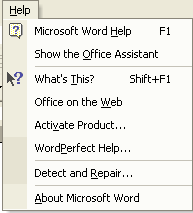 Help
Microsoft Word Help F1
Show the Office Assistant
What's This? Shift+F1
Office on the Web
Activate Product...
WordPerfect Help...
Detect and Repair...
About Microsoft Word